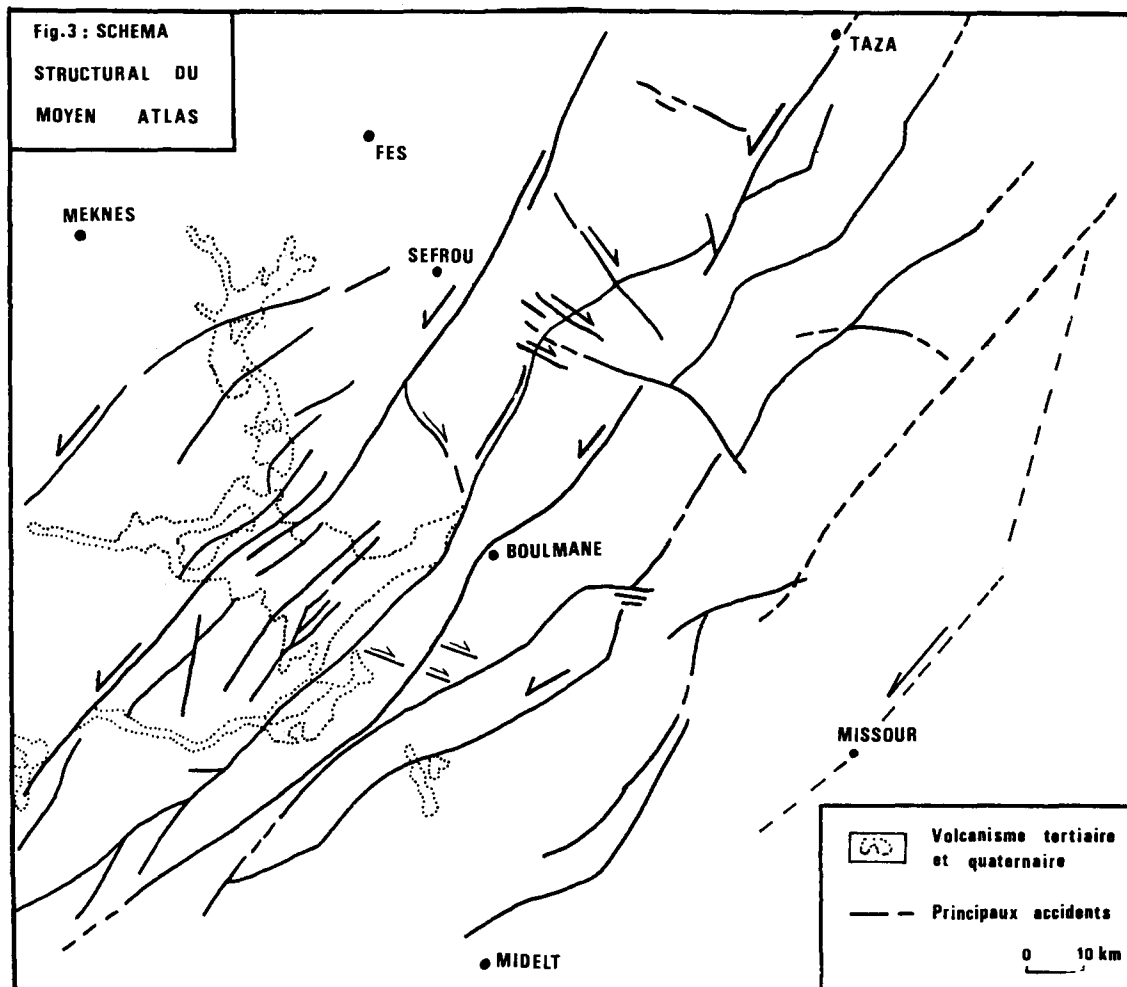 Fig.3 : SCHEMA
STRUCTURAL DU
MOYEN ATLAS
TAZA
FÈS
MEKNES
SEFROU
BOULMANE
MISSOUR
MIDELT
Volcanisme tertiaire
et quaternaire
Principaux accidents
0 10 km